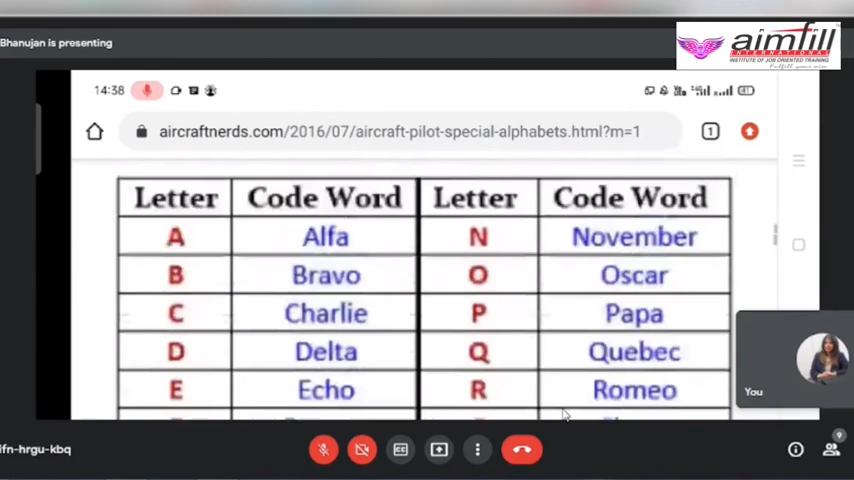 Bhanujan is presenting
aimfill
INTERNATIONAL
INSTITUTE OF JOB ORIENTED TRAINING
14:38
aircraftnerds.com/2016/07/aircraft-pilot-special-alphabets.html?m=1
1
Letter Code Word Letter Code Word
A Alfa N November
B Bravo O Oscar
C Charlie P Papa
D Delta Q Quebec
E Echo R Romeo
You
ifn-hrgu-kbq
9